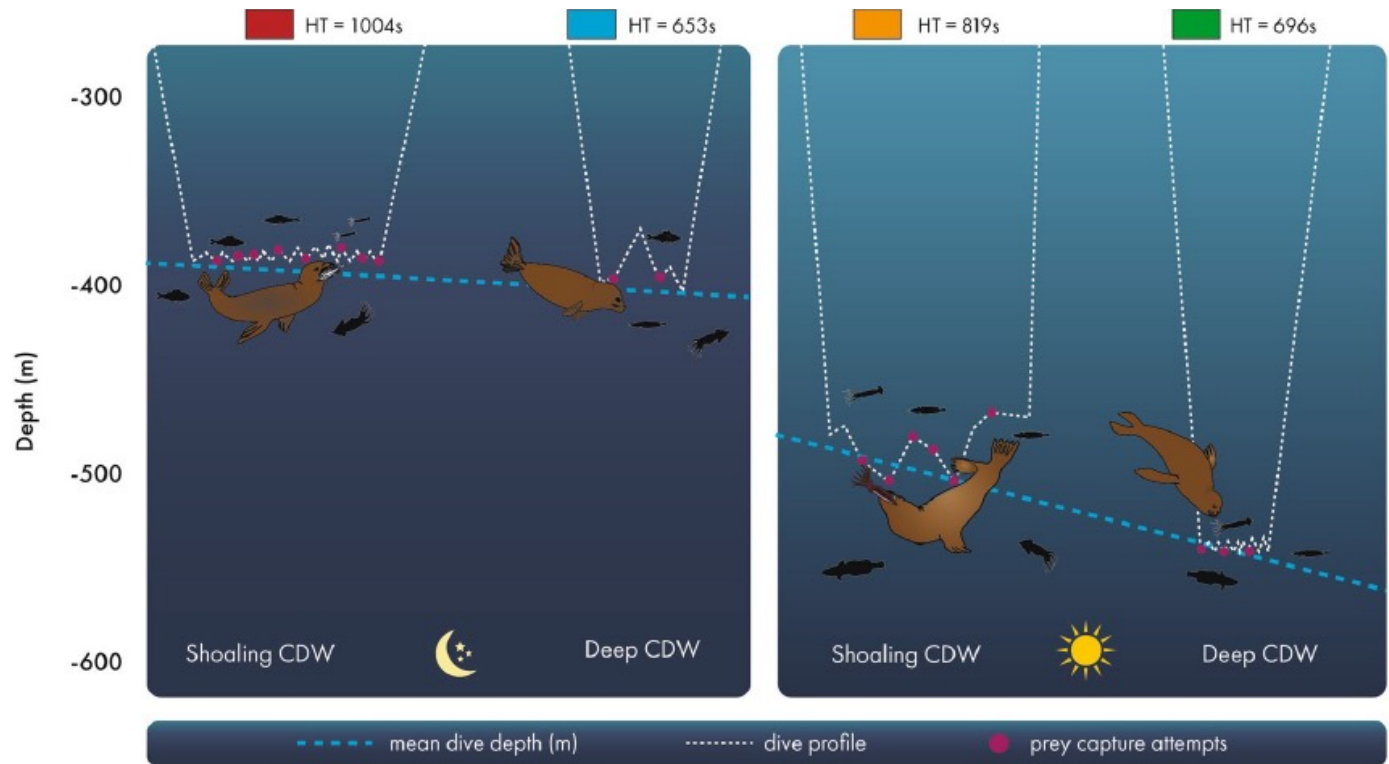 HT = 1004s
HT = 653s
HT = 819s
HT = 696s
-300
-400
-500
-600
Depth (m)
Shoaling CDW
Deep CDW
Shoaling CDW
Deep CDW
mean dive depth (m)
dive profile
prey capture attempts